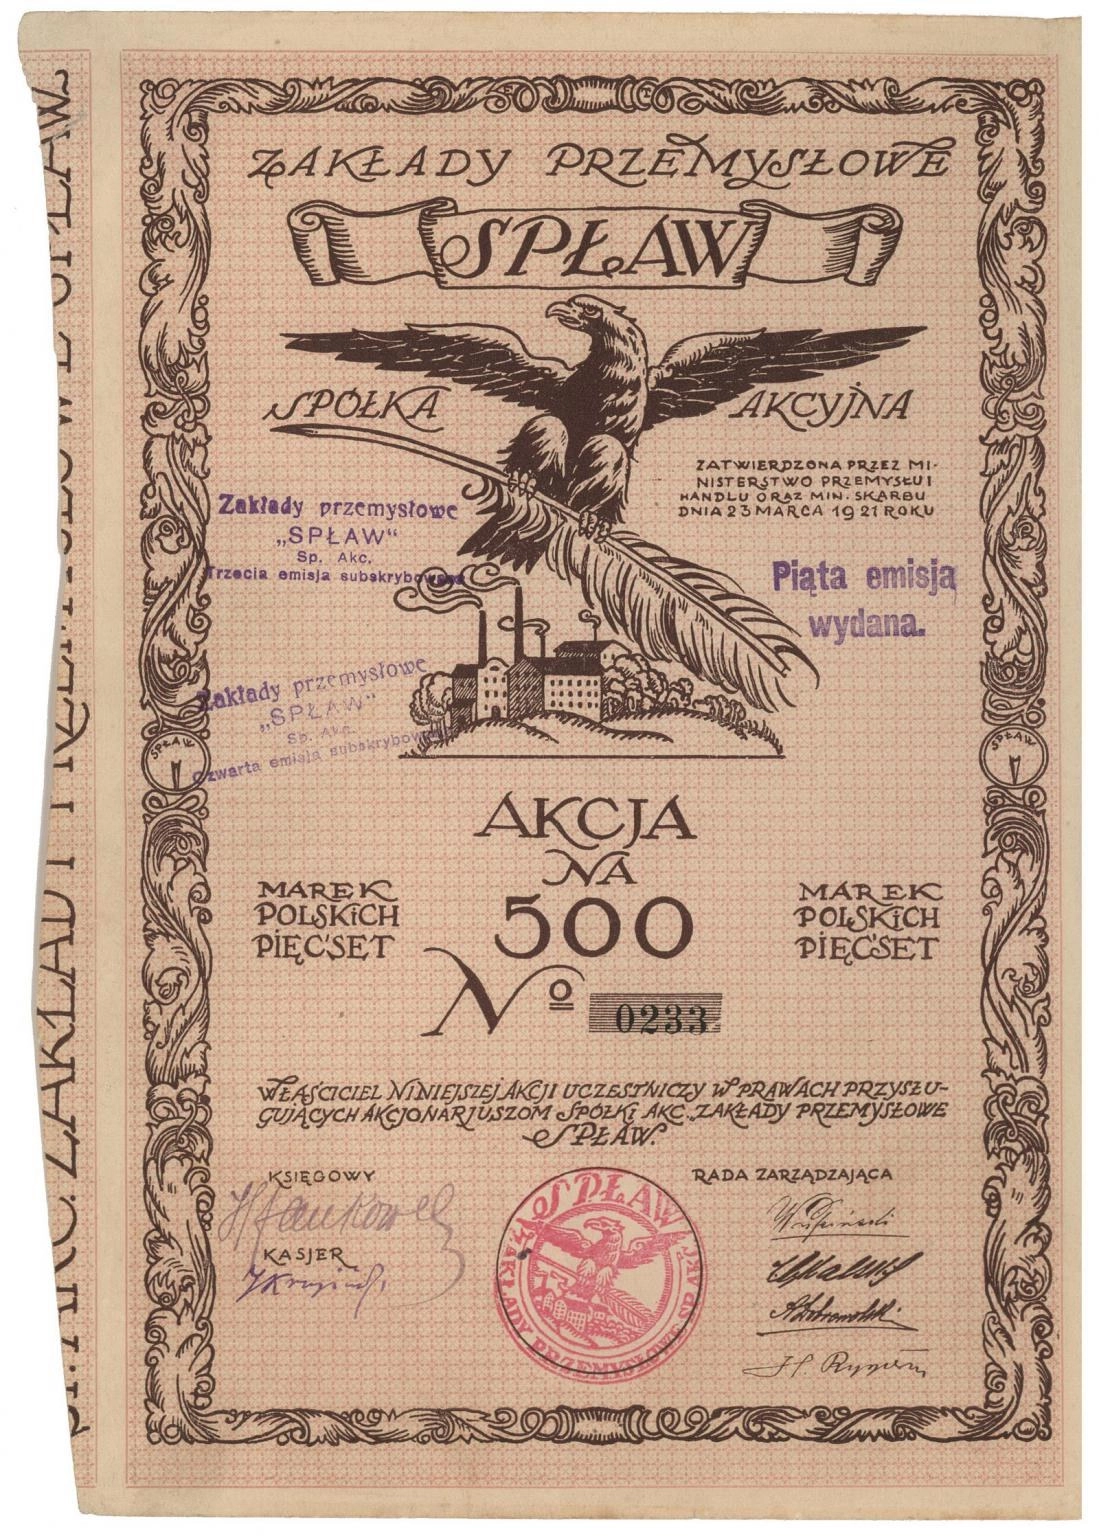 ZAKŁADY PRZEMYSŁOWE
SPŁAW
SPÓŁKA AKCYJNA
ZATWIERDZONA PRZEZ MI-
NISTERSTWO PRZEMYSŁU I
HANDLU ORAZ MIN. SKARBU
DNIA 23 MARCA 1921 ROKU
Zakłady przemysłowe
„SPŁAW"
Sp. Akc.
Trzecia emisja subskrybowana
Piąta emisja
wydana.
Zakłady przemysłowe
„SPŁAW"
Sp. Akc.
Czwarta emisja subskrybowana
SPŁAW
SPŁAW
AKCJA
NA
500
MAREK
POLSKICH
PIĘĆSET
MAREK
POLSKICH
PIĘĆSET
No 0233
WŁAŚCICIEL NINIEJSZEJ AKCJI UCZESTNICZY W PRAWACH PRZYSŁU-
GUJĄCYCH AKCJONARJUSZOM SPÓŁKI AKC. „ZAKŁADY PRZEMYSŁOWE
SPŁAW".
KSIĘGOWY
KASJER
RADA ZARZĄDZAJĄCA
SPŁAW
ZAKŁADY PRZEMYSŁOWE SP. AKC.
SP. AKC. ZAKŁADY PRZEMYSŁOWE SPŁAW